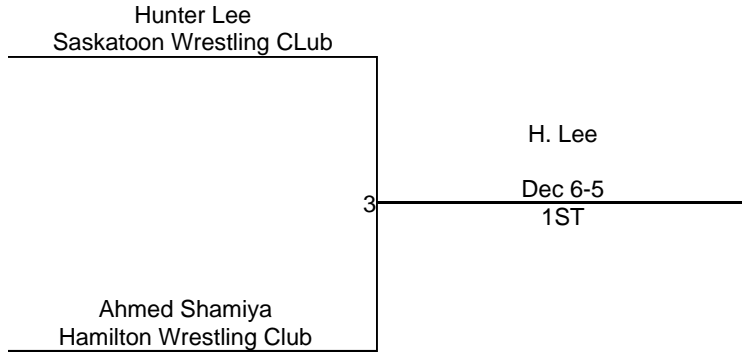 Hunter Lee
Saskatoon Wrestling CLub
H. Lee
Dec 6-5
3
1ST
Ahmed Shamiya
Hamilton Wrestling Club